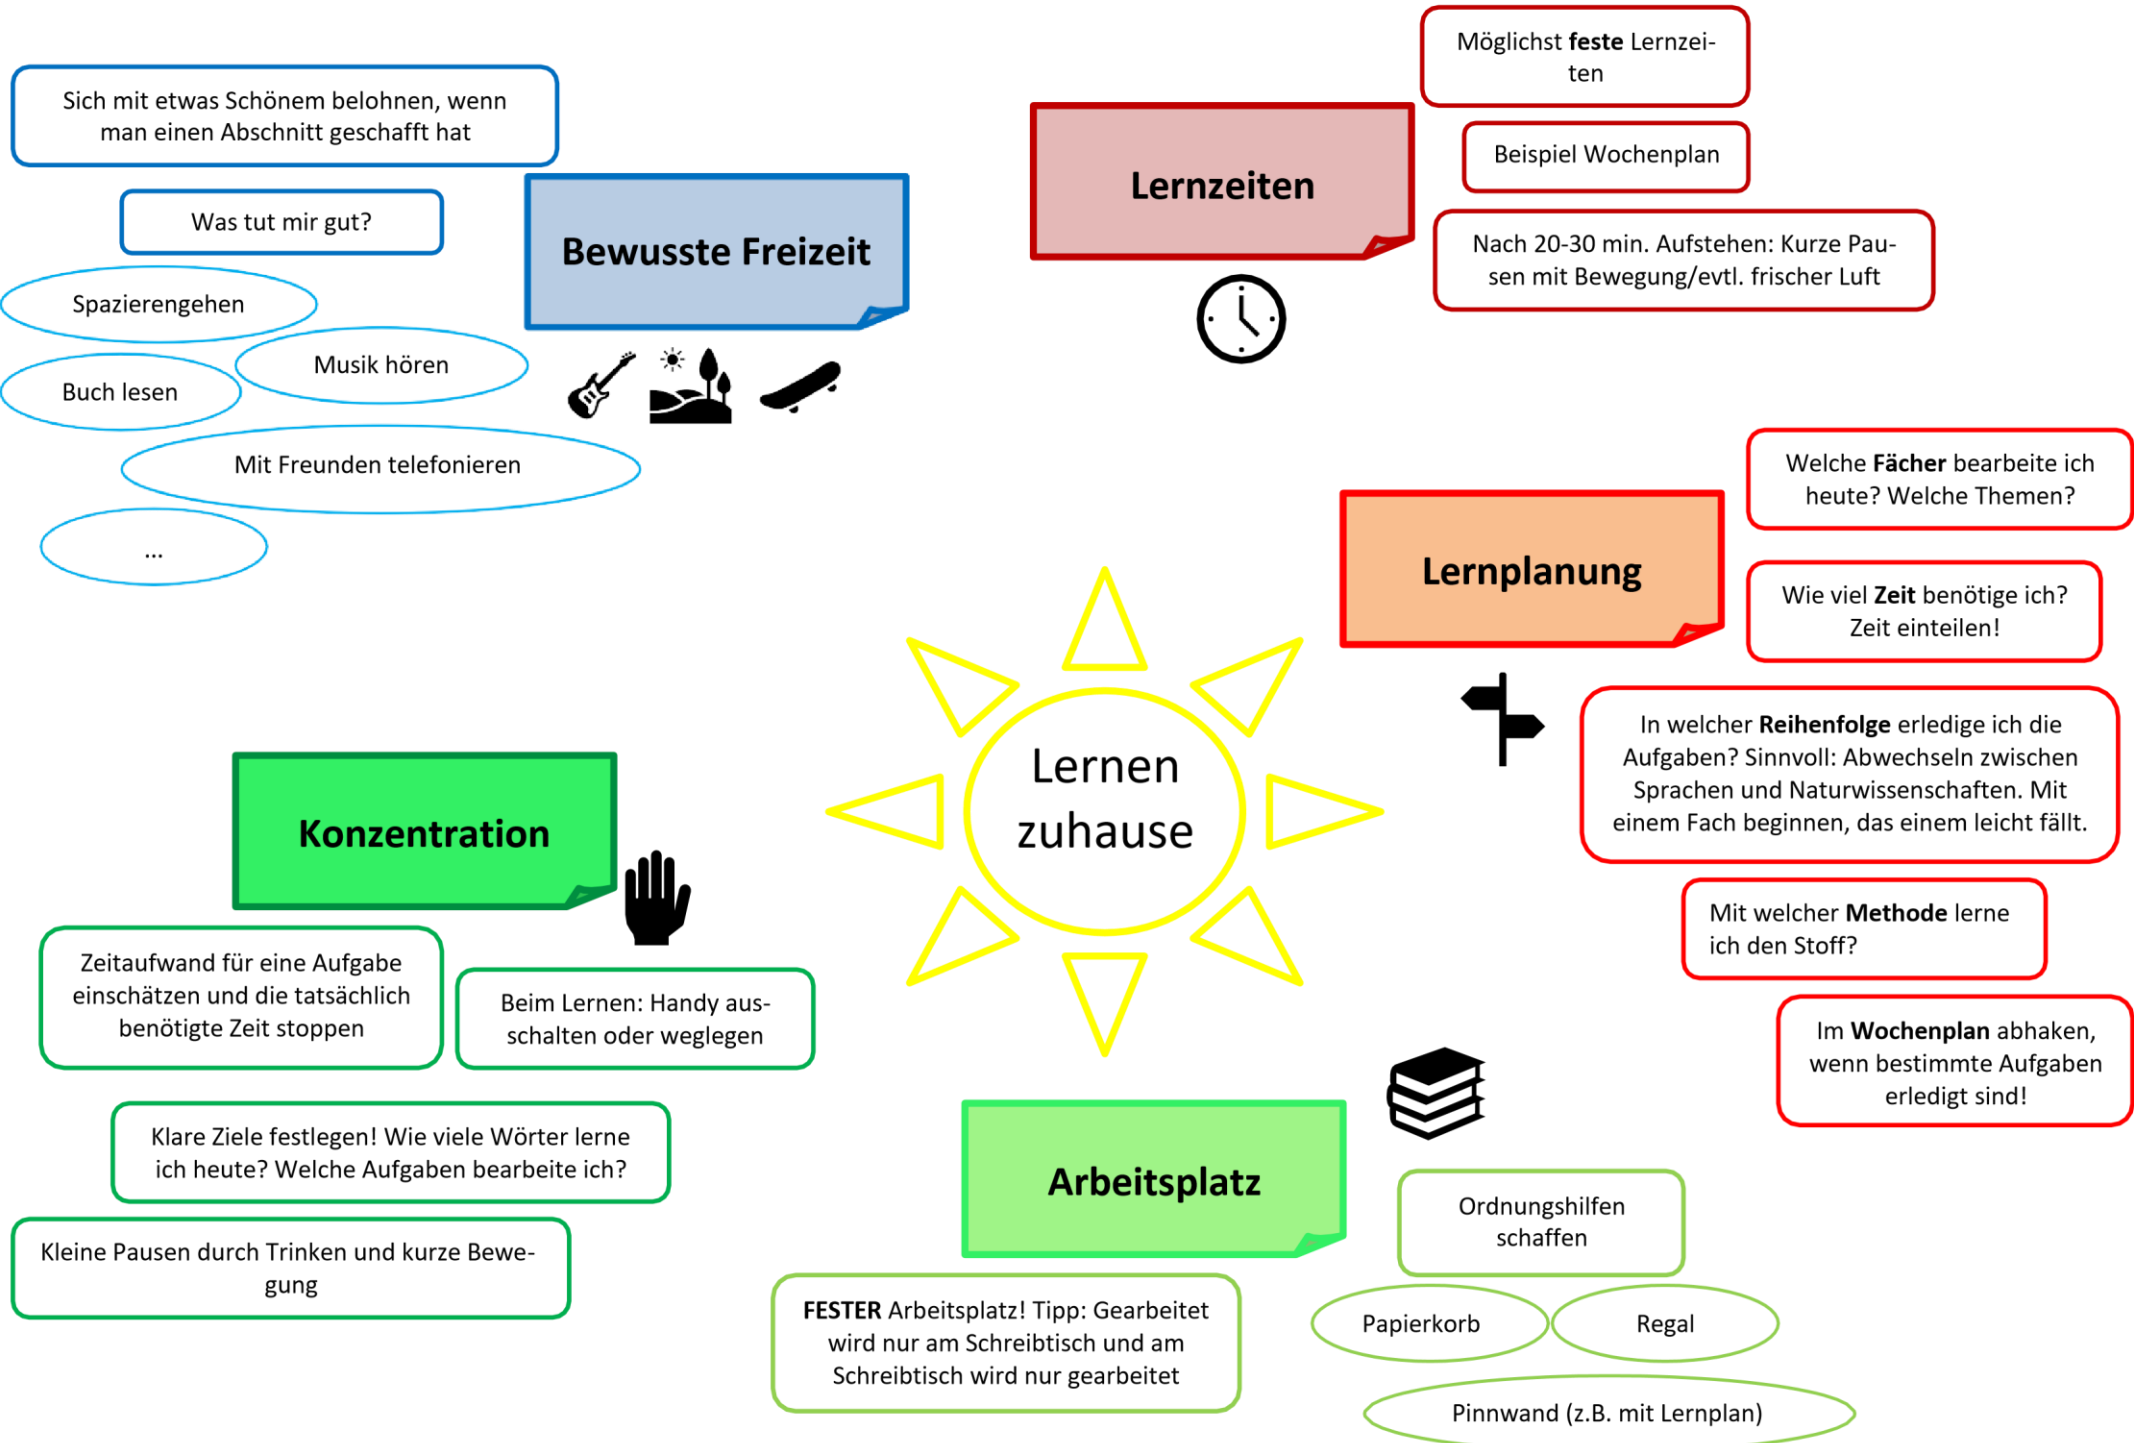 Sich mit etwas Schönem belohnen, wenn
man einen Abschnitt geschafft hat
Was tut mir gut?
Bewusste Freizeit
Spazierengehen
Musik hören
Buch lesen
Mit Freunden telefonieren
...
Möglichst feste Lernzei-
ten
Lernzeiten
Beispiel Wochenplan
Nach 20-30 min. Aufstehen: Kurze Pau-
sen mit Bewegung/evtl. frischer Luft
Welche Fächer bearbeite ich
heute? Welche Themen?
Lernplanung
Wie viel Zeit benötige ich?
Zeit einteilen!
In welcher Reihenfolge erledige ich die
Aufgaben? Sinnvoll: Abwechseln zwischen
Sprachen und Naturwissenschaften. Mit
einem Fach beginnen, das einem leicht fällt.
Mit welcher Methode lerne
ich den Stoff?
Im Wochenplan abhaken,
wenn bestimmte Aufgaben
erledigt sind!
Lernen
zuhause
Konzentration
Zeitaufwand für eine Aufgabe
einschätzen und die tatsächlich
benötigte Zeit stoppen
Beim Lernen: Handy aus-
schalten oder weglegen
Klare Ziele festlegen! Wie viele Wörter lerne
ich heute? Welche Aufgaben bearbeite ich?
Kleine Pausen durch Trinken und kurze Bewe-
gung
Arbeitsplatz
FESTER Arbeitsplatz! Tipp: Gearbeitet
wird nur am Schreibtisch und am
Schreibtisch wird nur gearbeitet
Ordnungshilfen
schaffen
Papierkorb
Regal
Pinnwand (z.B. mit Lernplan)